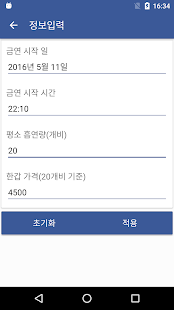 16:34
정보입력
금연 시작 일
2016년 5월 11일
금연 시작 시간
22:10
평소 흡연량(개비)
20
한갑 가격(20개비 기준)
4500
초기화 적용